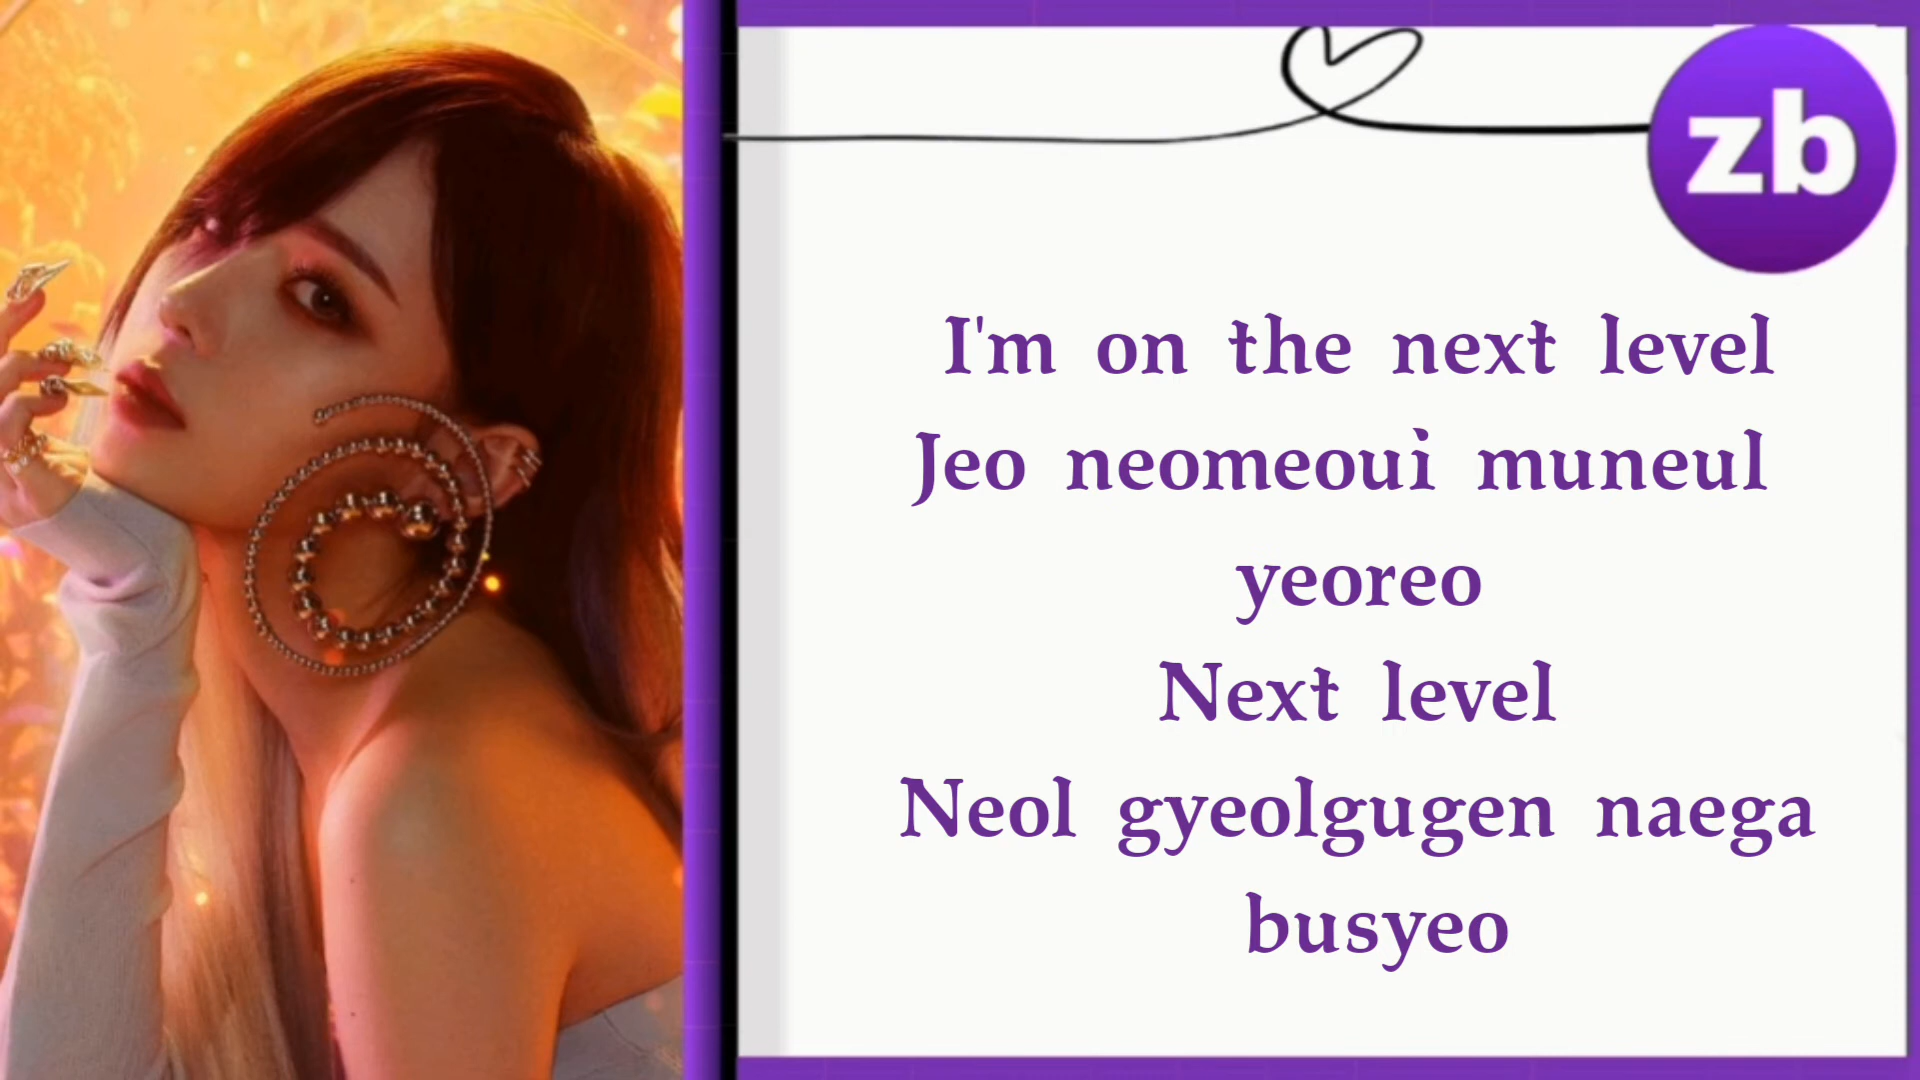 zb
I'm on the next level
Jeo neomeoui muneul
yeoreo
Next level
Neol gyeolgugen naega
busyeo